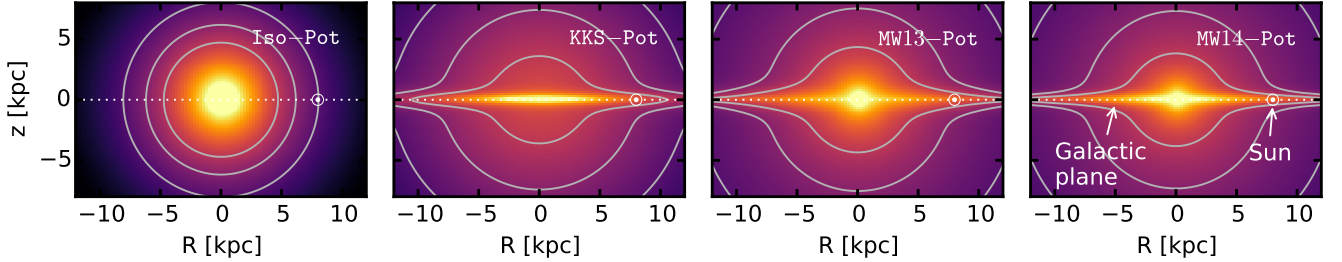 Iso-Pot
KKS-Pot
MW13-Pot
MW14-Pot
z [kpc]
5
0
−5
Galactic
plane
Sun
−10 −5 0 5 10
−10 −5 0 5 10
−10 −5 0 5 10
−10 −5 0 5 10
R [kpc]
R [kpc]
R [kpc]
R [kpc]